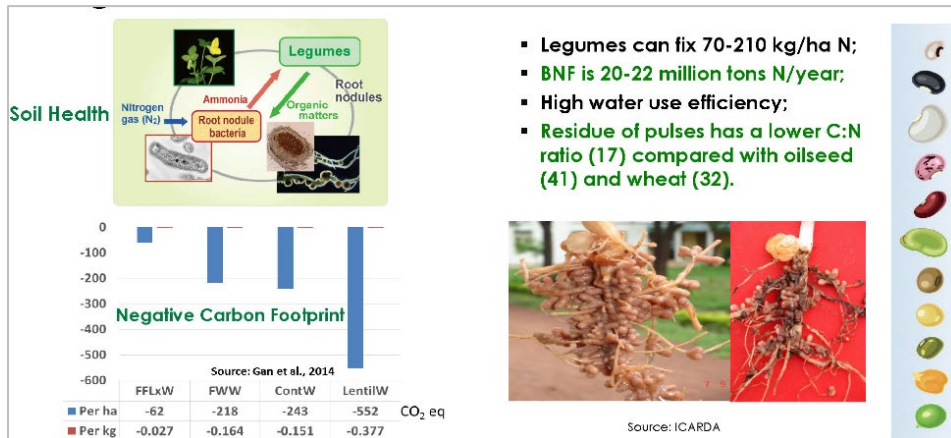 Soil Health
Legumes
Root
nodules
Ammonia
Organic
matters
Nitrogen
gas (N₂)
Root nodule
bacteria
▪ Legumes can fix 70-210 kg/ha N;
▪ BNF is 20-22 million tons N/year;
▪ High water use efficiency;
▪ Residue of pulses has a lower C:N
ratio (17) compared with oilseed
(41) and wheat (32).
0
-100
-200
-300
-400
-500
-600
Negative Carbon Footprint
Source: Gan et al., 2014
FFLxW FWW ContW LentilW
Per ha -62 -218 -243 -552 CO₂ eq
Per kg -0.027 -0.164 -0.151 -0.377
7 9
Source: ICARDA